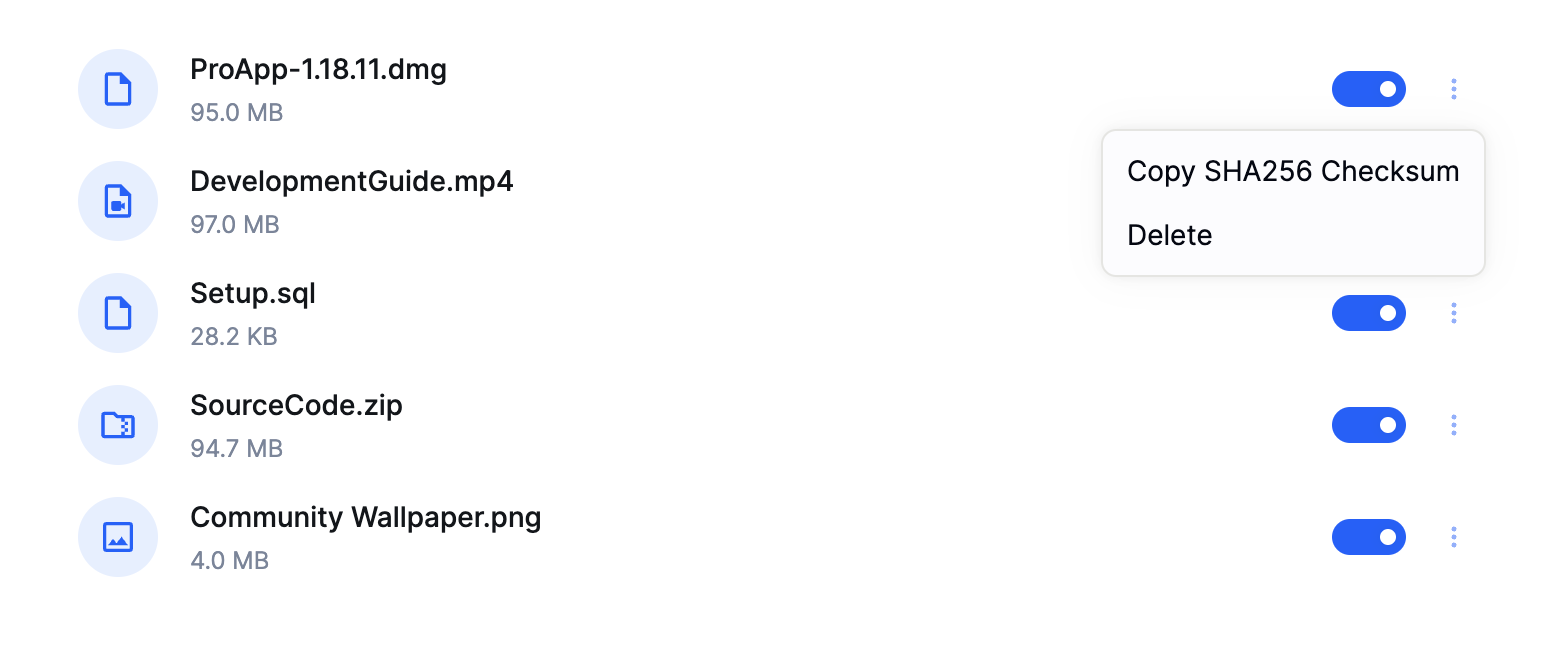 ProApp-1.18.11.dmg
95.0 MB
Copy SHA256 Checksum
Delete
DevelopmentGuide.mp4
97.0 MB
Setup.sql
28.2 KB
SourceCode.zip
94.7 MB
Community Wallpaper.png
4.0 MB